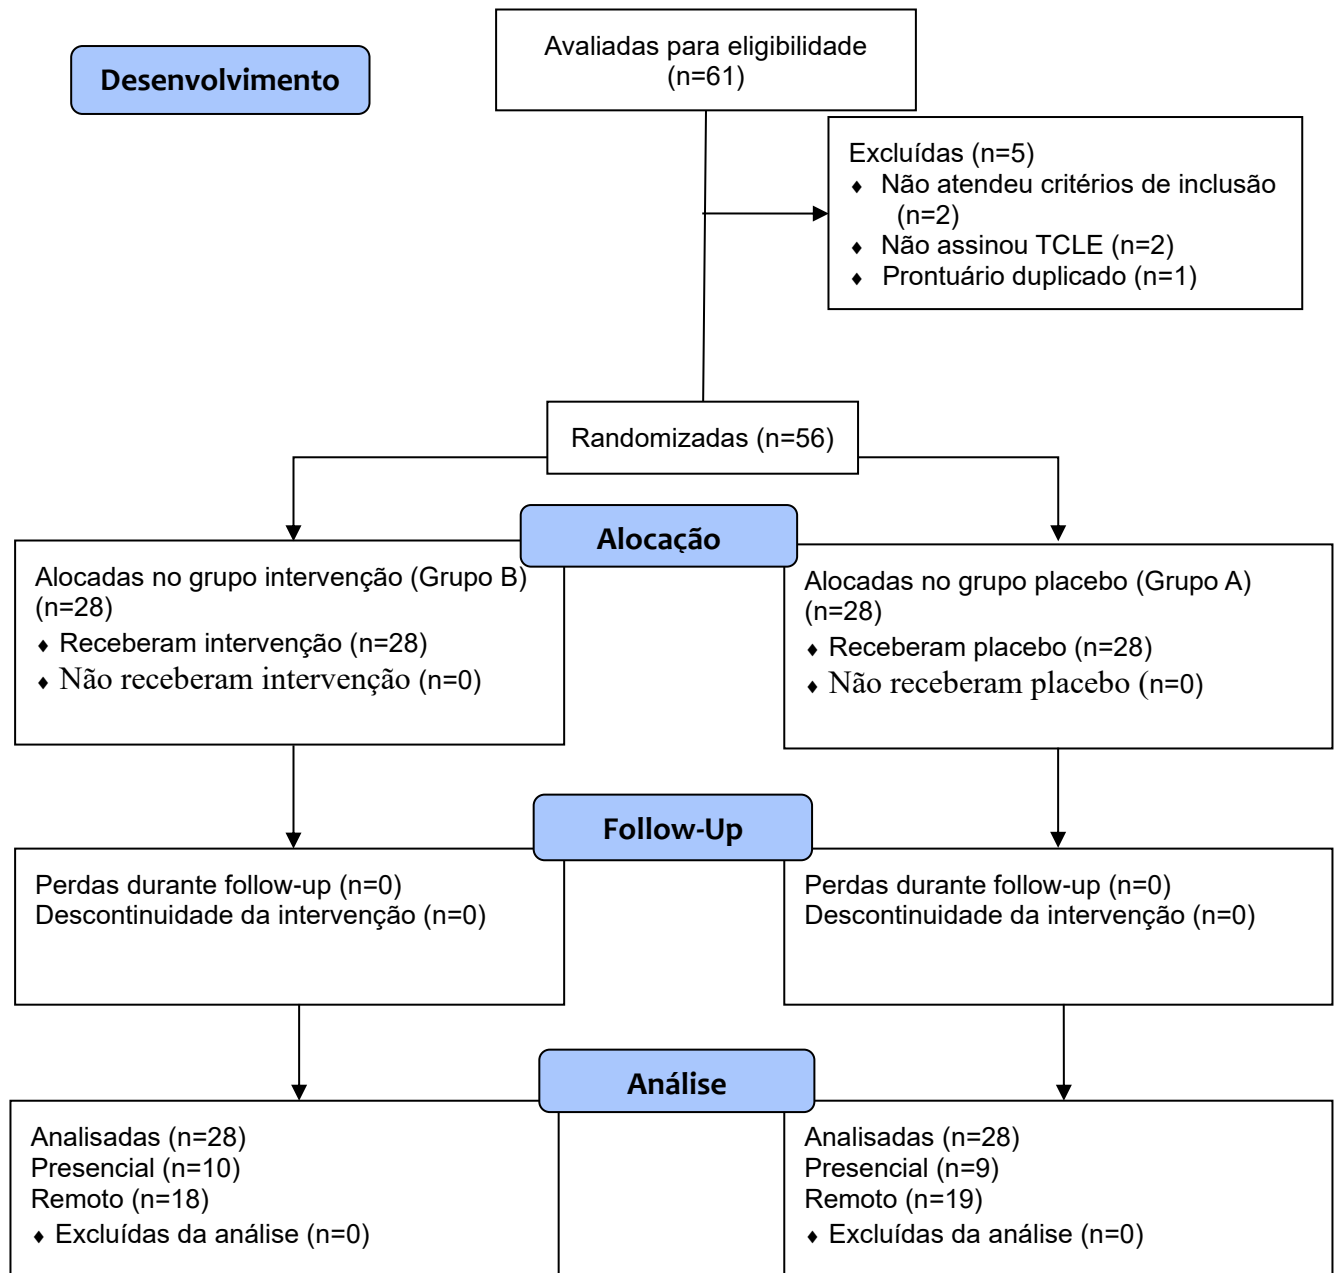 Desenvolvimento
Avaliadas para eligibilidade
(n=61)
Excluídas (n=5)
♦ Não atendeu critérios de inclusão
(n=2)
♦ Não assinou TCLE (n=2)
♦ Prontuário duplicado (n=1)
Randomizadas (n=56)
Alocação
Alocadas no grupo intervenção (Grupo B)
(n=28)
♦ Receberam intervenção (n=28)
♦ Não receberam intervenção (n=0)
Alocadas no grupo placebo (Grupo A)
(n=28)
♦ Receberam placebo (n=28)
♦ Não receberam placebo (n=0)
Follow-Up
Perdas durante follow-up (n=0)
Descontinuidade da intervenção (n=0)
Perdas durante follow-up (n=0)
Descontinuidade da intervenção (n=0)
Análise
Analisadas (n=28)
Presencial (n=10)
Remoto (n=18)
♦ Excluídas da análise (n=0)
Analisadas (n=28)
Presencial (n=9)
Remoto (n=19)
♦ Excluídas da análise (n=0)